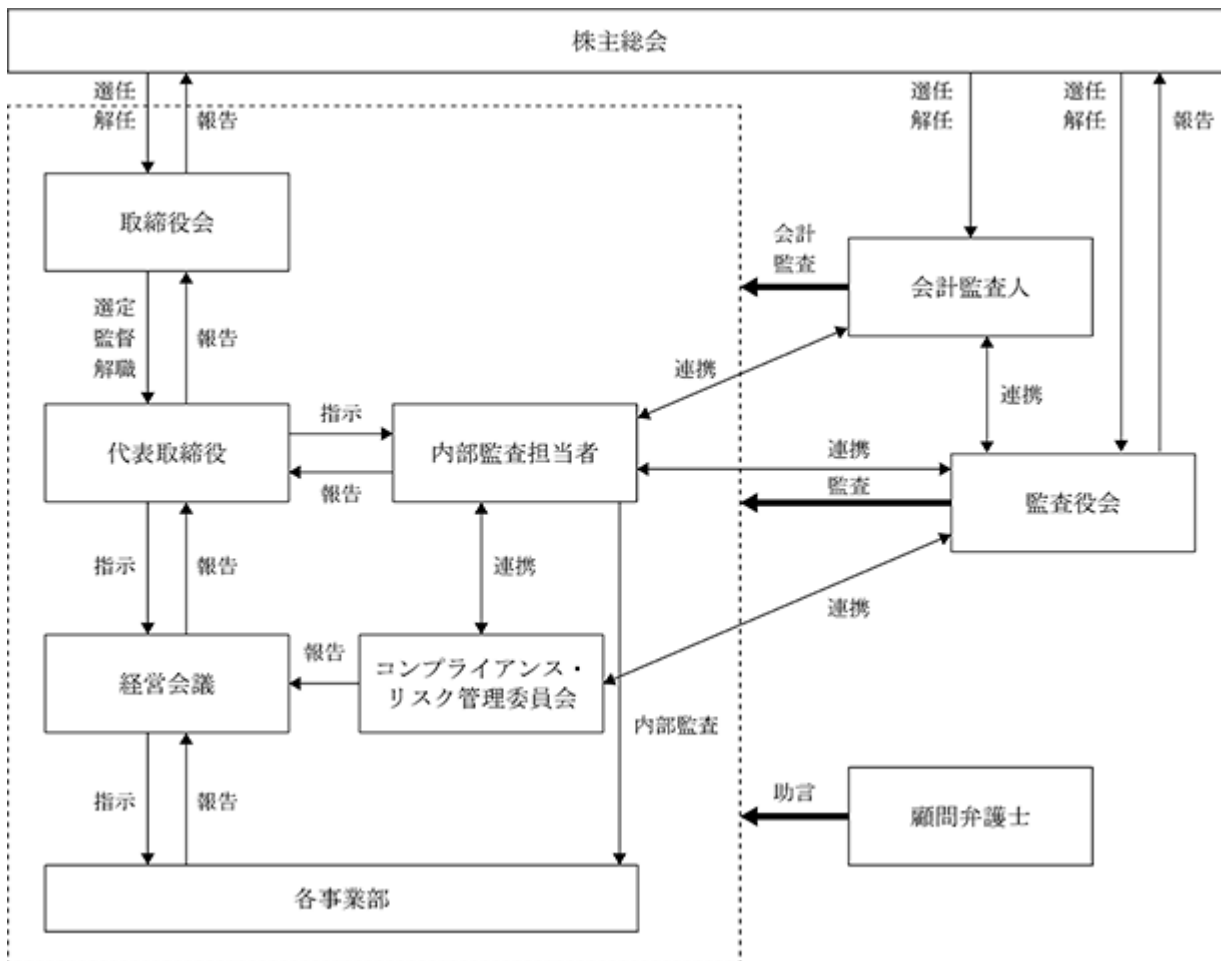 株主総会
選任
解任
報告
選任
解任
選任
解任
報告
取締役会
会計
監査
会計監査人
選定
監督
解職
報告
連携
連携
代表取締役
指示
報告
内部監査担当者
連携
監査
監査役会
指示
報告
連携
連携
経営会議
報告
コンプライアンス・
リスク管理委員会
内部監査
指示
報告
助言
顧問弁護士
各事業部